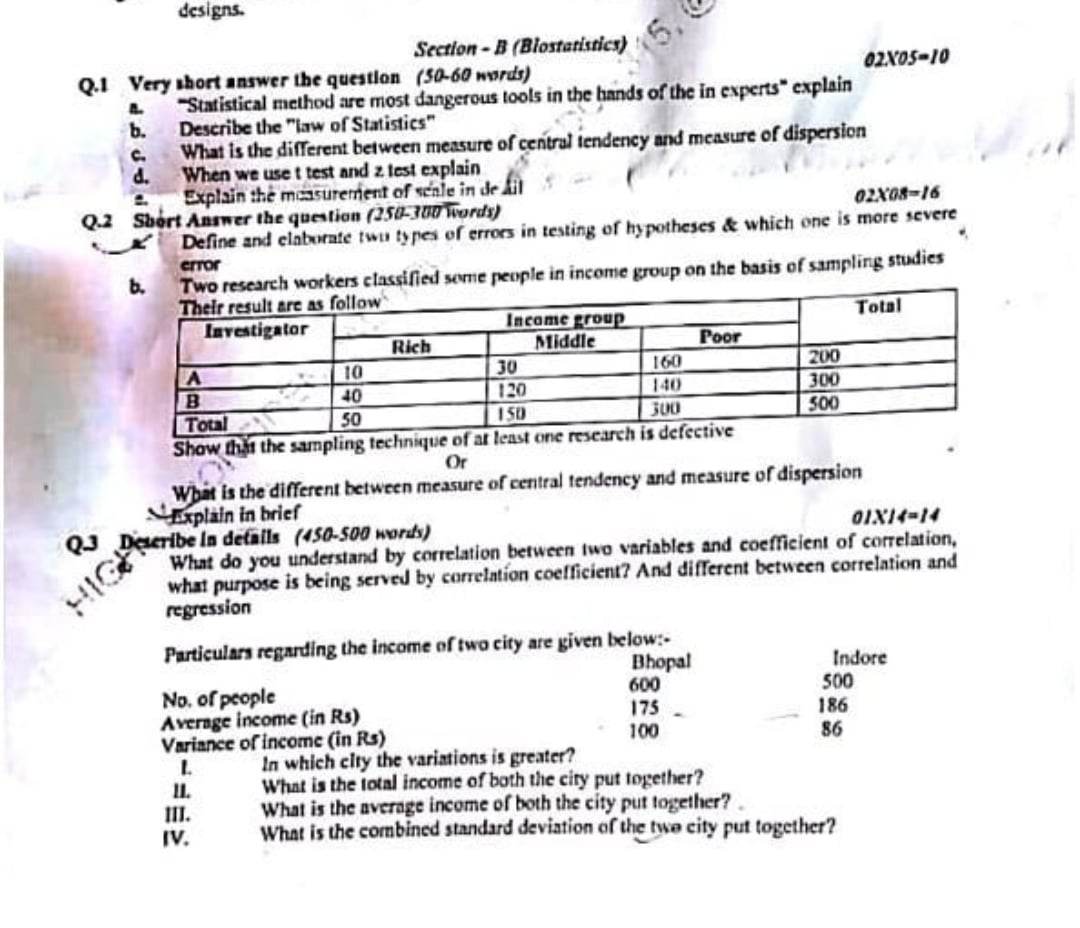 designs.
Section - B (Biostatistics)
02X05=10
Q.1 Very short answer the question (50-60 words)
a. "Statistical method are most dangerous tools in the hands of the in experts" explain
b. Describe the "law of Statistics"
c. What is the different between measure of central tendency and measure of dispersion
d. When we use t test and z test explain
e. Explain the measurement of scale in detail
02X08=16
Q.2 Short Answer the question (250-300 words)
Define and elaborate two types of errors in testing of hypotheses & which one is more severe
error
b. Two research workers classified some people in income group on the basis of sampling studies
Their result are as follow
Investigator Income group Total
Rich Middle Poor
A 10 30 160 200
B 40 120 140 300
Total 50 150 300 500
Show that the sampling technique of at least one research is defective
Or
What is the different between measure of central tendency and measure of dispersion
Explain in brief
01X14=14
Q.3 Describe in details (450-500 words)
What do you understand by correlation between two variables and coefficient of correlation,
what purpose is being served by correlation coefficient? And different between correlation and
regression
Particulars regarding the income of two city are given below:-
Bhopal Indore
No. of people 600 500
Average income (in Rs) 175 186
Variance of income (in Rs) 100 86
I. In which city the variations is greater?
II. What is the total income of both the city put together?
III. What is the average income of both the city put together?
IV. What is the combined standard deviation of the two city put together?